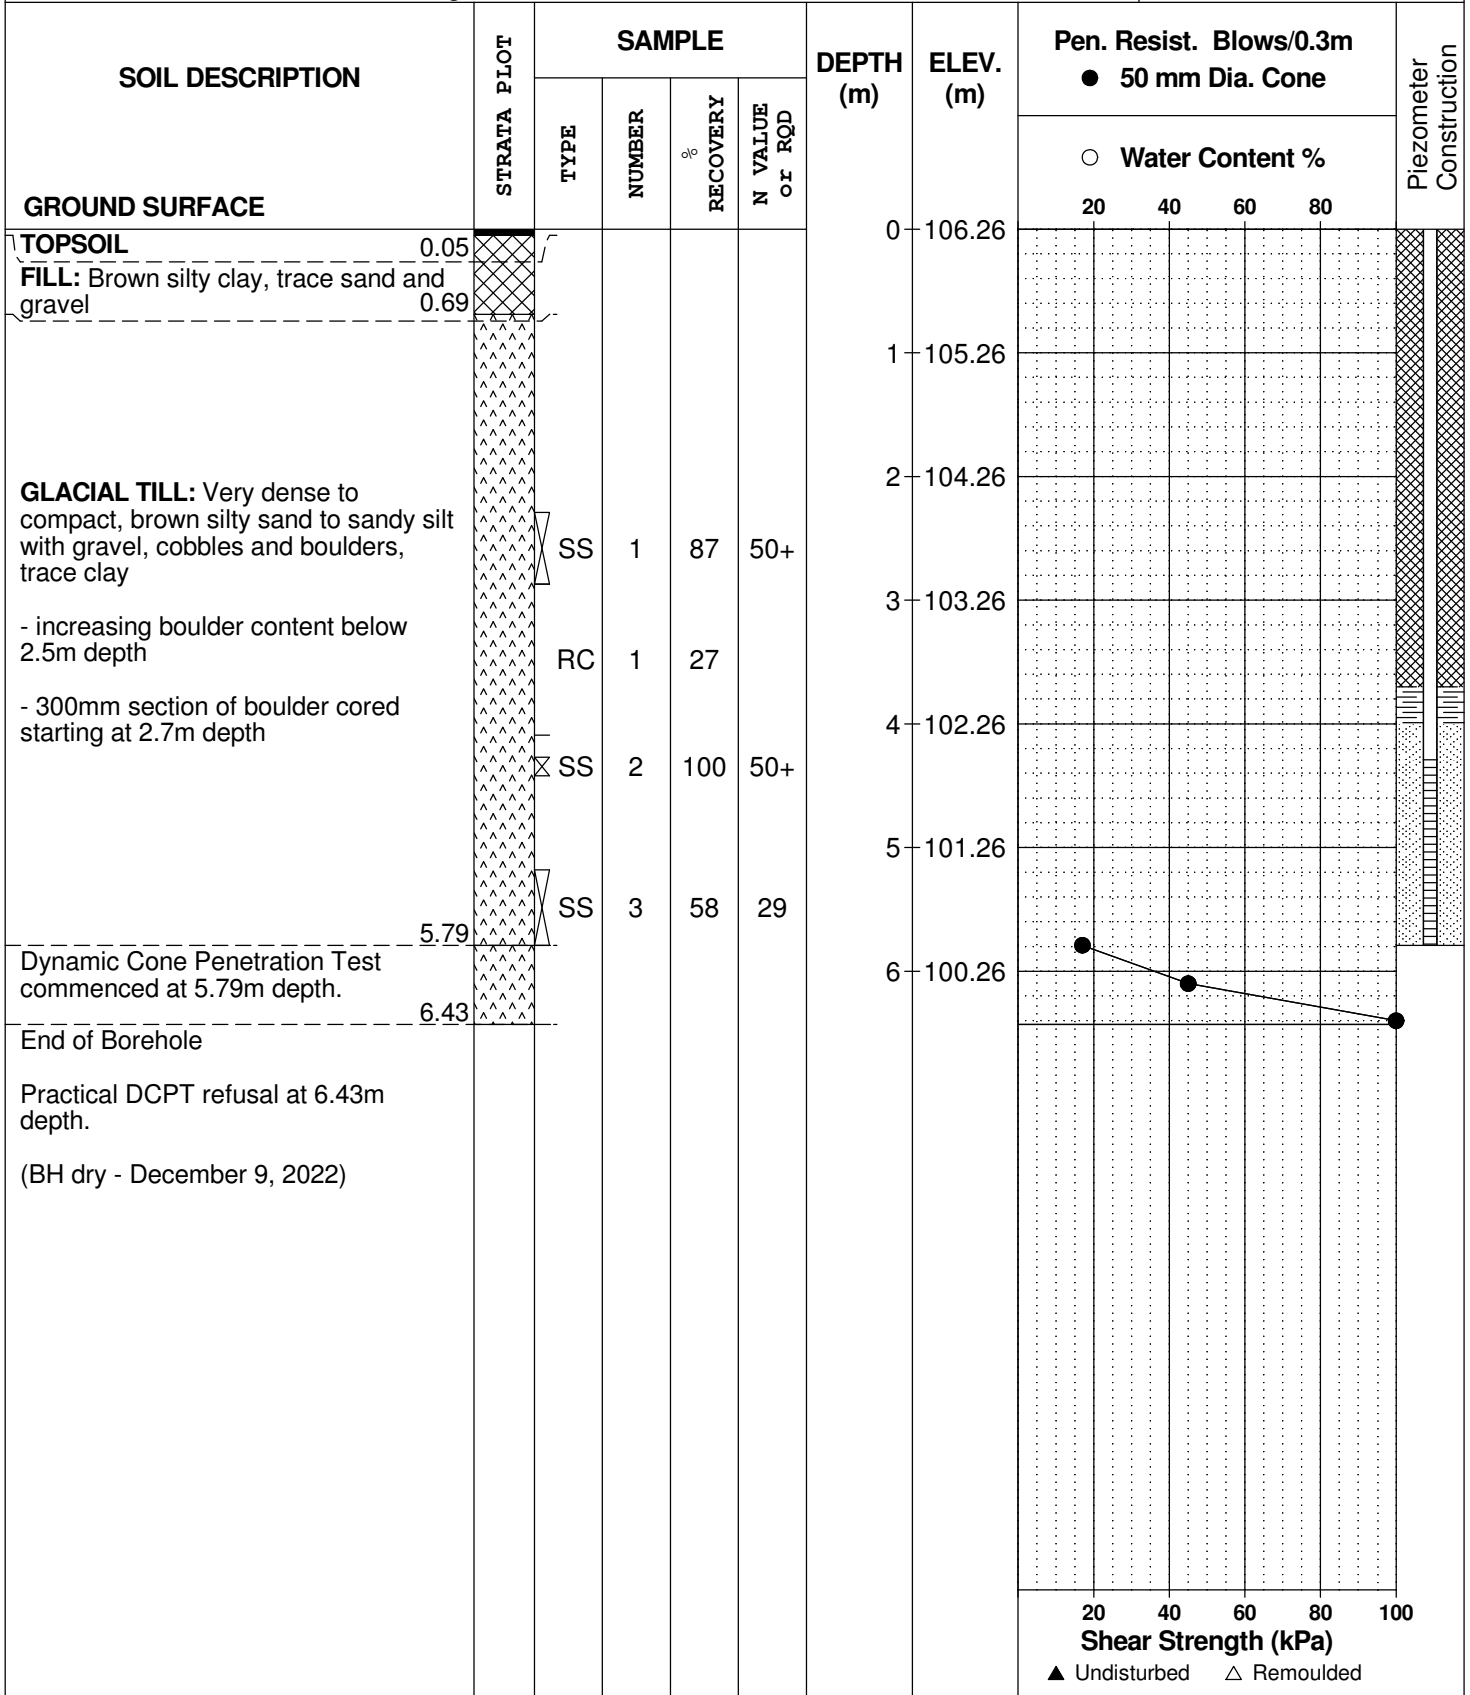 SOIL DESCRIPTION
GROUND SURFACE
STRATA PLOT
SAMPLE
TYPE
NUMBER
%
RECOVERY
N VALUE
or RQD
DEPTH
(m)
ELEV.
(m)
Pen. Resist. Blows/0.3m
● 50 mm Dia. Cone
○ Water Content %
20 40 60 80
Piezometer
Construction
TOPSOIL 0.05
FILL: Brown silty clay, trace sand and
gravel 0.69
GLACIAL TILL: Very dense to
compact, brown silty sand to sandy silt
with gravel, cobbles and boulders,
trace clay
- increasing boulder content below
2.5m depth
- 300mm section of boulder cored
starting at 2.7m depth
5.79
Dynamic Cone Penetration Test
commenced at 5.79m depth.
6.43
End of Borehole
Practical DCPT refusal at 6.43m
depth.
(BH dry - December 9, 2022)
SS 1 87 50+
RC 1 27
SS 2 100 50+
SS 3 58 29
0 106.26
1 105.26
2 104.26
3 103.26
4 102.26
5 101.26
6 100.26
20 40 60 80 100
Shear Strength (kPa)
▲ Undisturbed △ Remoulded